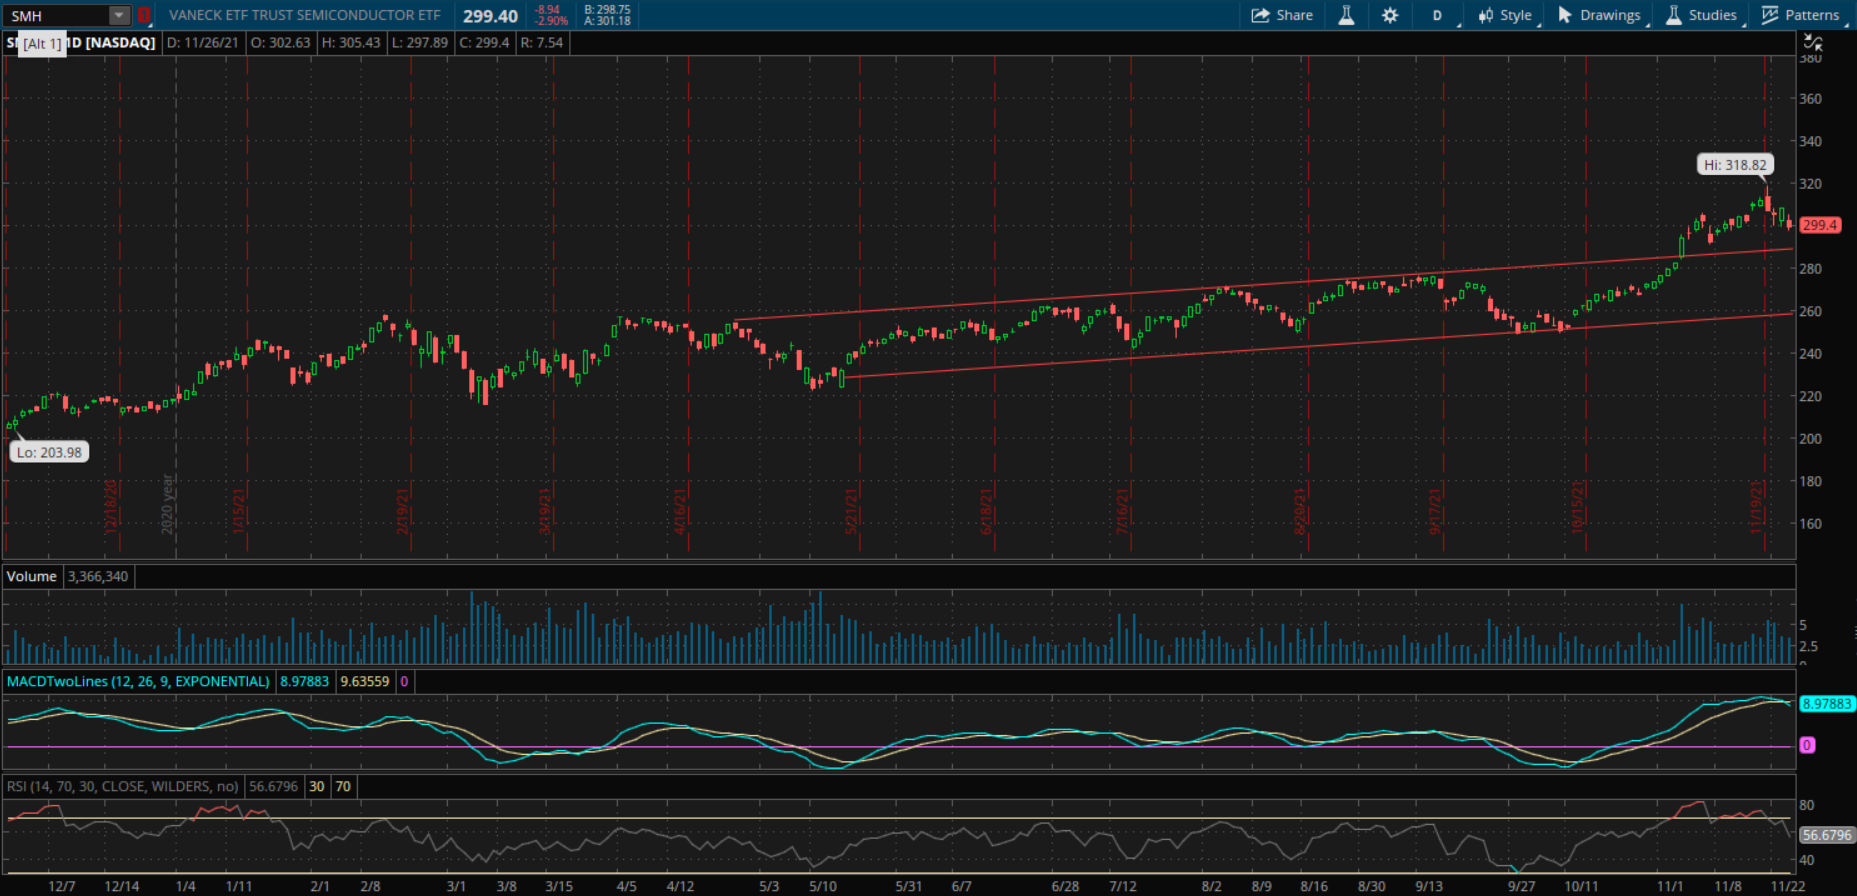 SMH
VANECK ETF TRUST SEMICONDUCTOR ETF
299.40
-8.94
-2.90%
B: 298.75
A: 301.18
Share
D
Style
Drawings
Studies
Patterns
[Alt 1]
1D [NASDAQ]
D: 11/26/21
O: 302.63
H: 305.43
L: 297.89
C: 299.4
R: 7.54
380
360
340
320
299.4
280
260
240
220
200
180
160
Hi: 318.82
Lo: 203.98
12/18/20
2020 year
1/15/21
2/19/21
3/19/21
4/16/21
5/21/21
6/18/21
7/16/21
8/20/21
9/17/21
10/15/21
11/19/21
Volume 3,366,340
5
2.5
MACDTwoLines (12, 26, 9, EXPONENTIAL) 8.97883 9.63559 0
8.97883
0
RSI (14, 70, 30, CLOSE, WILDERS, no) 56.6796 30 70
80
56.6796
40
12/7 12/14 1/4 1/11 2/1 2/8 3/1 3/8 3/15 4/5 4/12 5/3 5/10 5/31 6/7 6/28 7/12 8/2 8/9 8/16 8/30 9/13 9/27 10/11 11/1 11/8 11/22